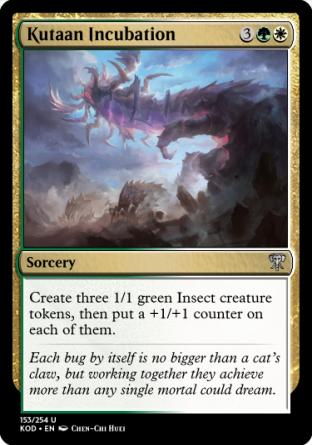 Kutaan Incubation 3
Sorcery
Create three 1/1 green Insect creature
tokens, then put a +1/+1 counter on
each of them.
Each bug by itself is no bigger than a cat's
claw, but working together they achieve
more than any single mortal could dream.
153/254 U
KOD • EN Chen-Chi Huei